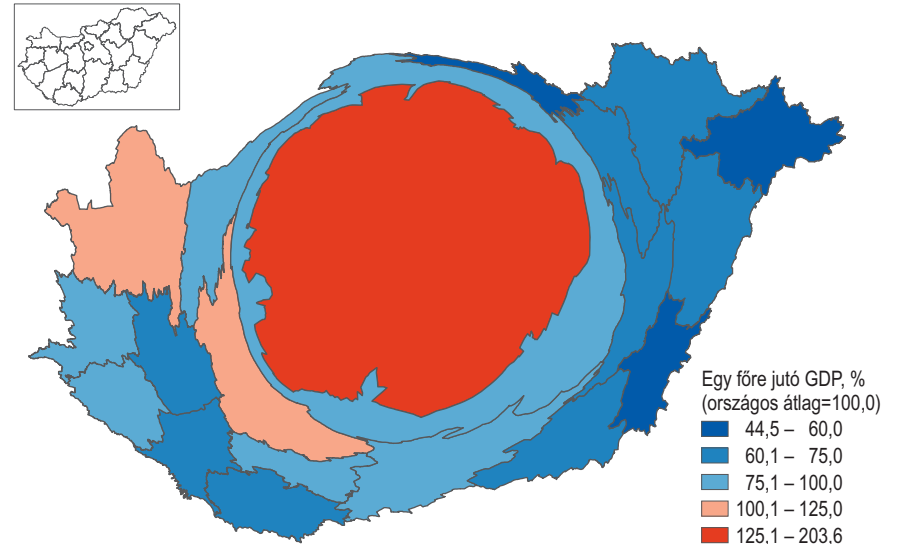 Egy főre jutó GDP, %
(országos átlag=100,0)
44,5 – 60,0
60,1 – 75,0
75,1 – 100,0
100,1 – 125,0
125,1 – 203,6